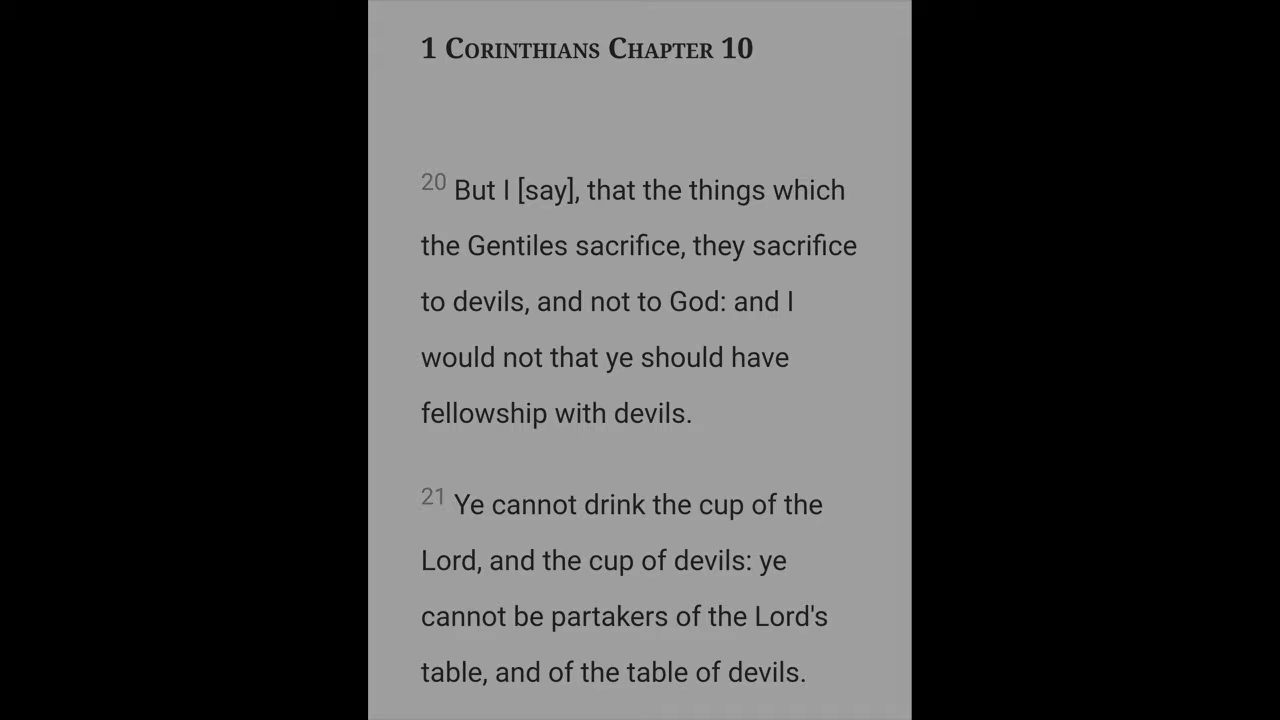 1 Corinthians Chapter 10
20 But I [say], that the things which
the Gentiles sacrifice, they sacrifice
to devils, and not to God: and I
would not that ye should have
fellowship with devils.
21 Ye cannot drink the cup of the
Lord, and the cup of devils: ye
cannot be partakers of the Lord's
table, and of the table of devils.